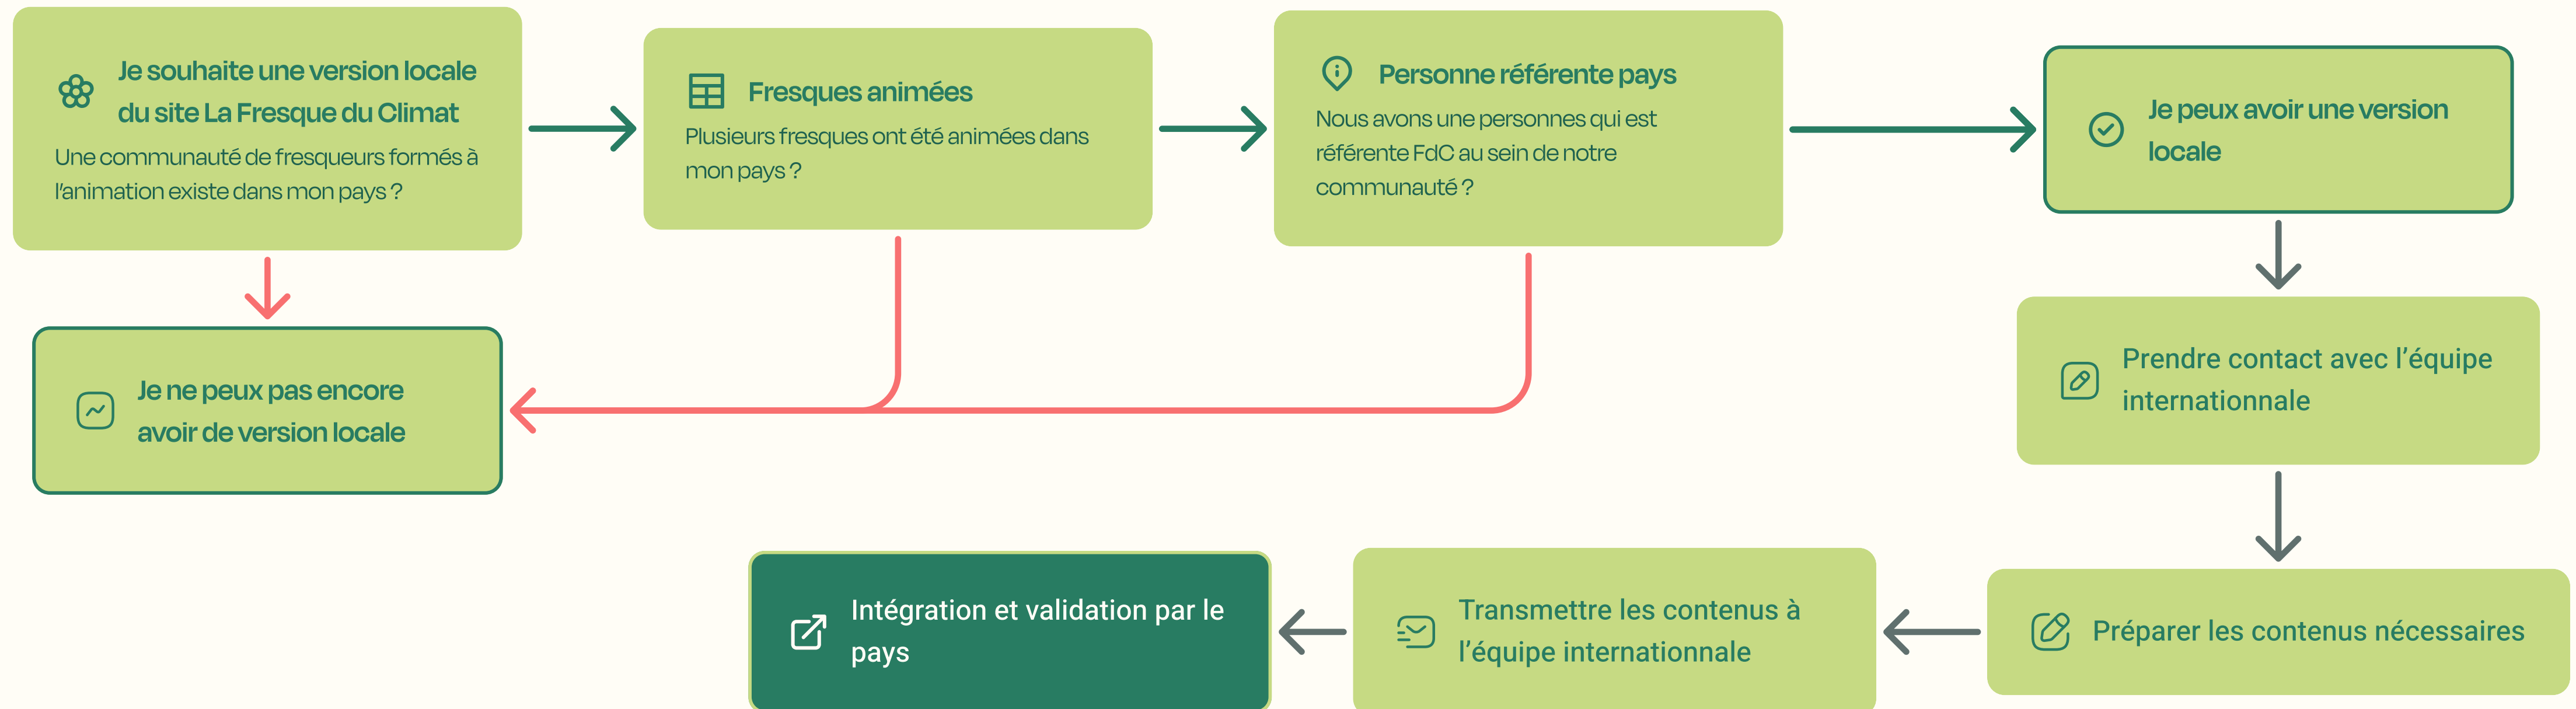 Je souhaite une version locale
du site La Fresque du Climat
Une communauté de fresqueurs formés à
l'animation existe dans mon pays ?
Fresques animées
Plusieurs fresques ont été animées dans
mon pays ?
Personne référente pays
Nous avons une personnes qui est
référente FdC au sein de notre
communauté ?
Je peux avoir une version
locale
Je ne peux pas encore
avoir de version locale
Prendre contact avec l’équipe
internationnale
Préparer les contenus nécessaires
Transmettre les contenus à
l’équipe internationnale
Intégration et validation par le
pays